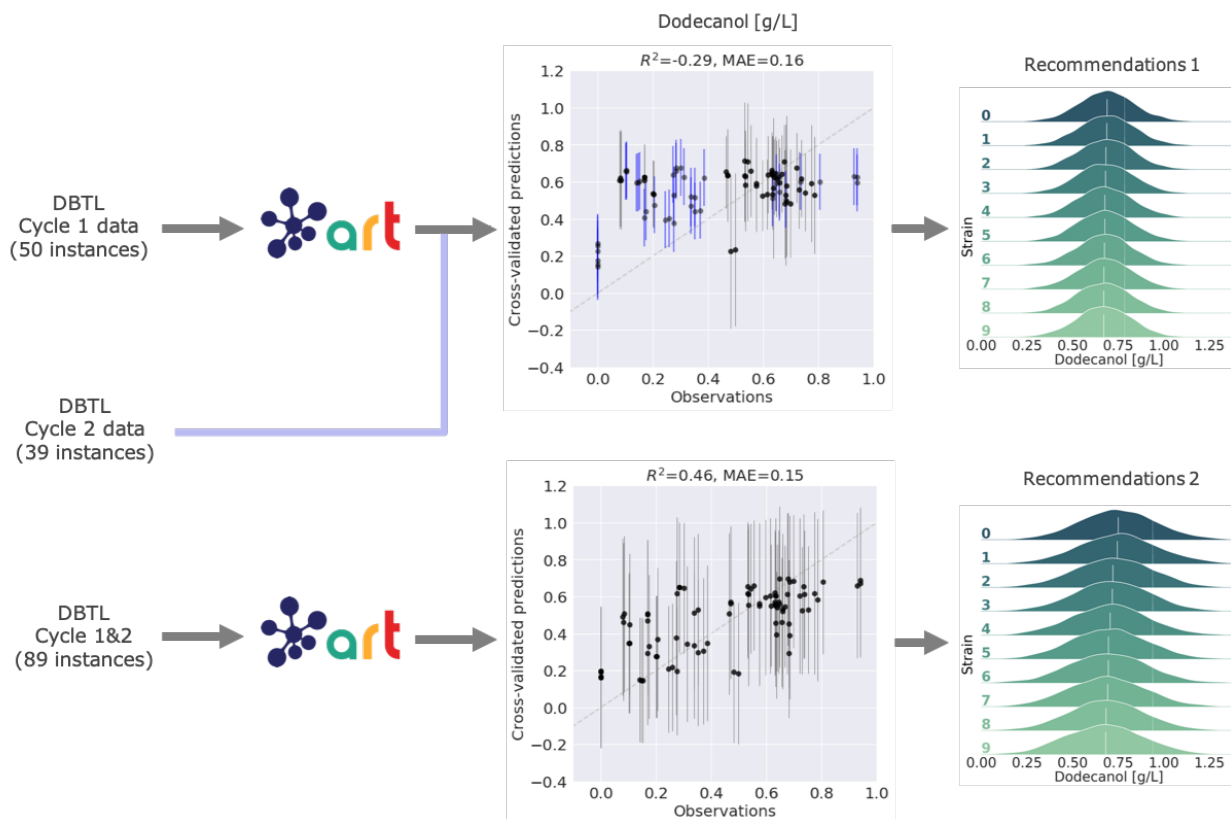 Dodecanol [g/L]
DBTL
Cycle 1 data
(50 instances)
art
R²=-0.29, MAE=0.16
Cross-validated predictions
1.2
1.0
0.8
0.6
0.4
0.2
0.0
−0.2
−0.4
0.0 0.2 0.4 0.6 0.8 1.0
Observations
Recommendations 1
Strain
0
1
2
3
4
5
6
7
8
9
0.00 0.25 0.50 0.75 1.00 1.25
Dodecanol [g/L]
DBTL
Cycle 2 data
(39 instances)
DBTL
Cycle 1&2
(89 instances)
art
R²=0.46, MAE=0.15
Cross-validated predictions
1.2
1.0
0.8
0.6
0.4
0.2
0.0
−0.2
−0.4
0.0 0.2 0.4 0.6 0.8 1.0
Observations
Recommendations 2
Strain
0
1
2
3
4
5
6
7
8
9
0.00 0.25 0.50 0.75 1.00 1.25
Dodecanol [g/L]